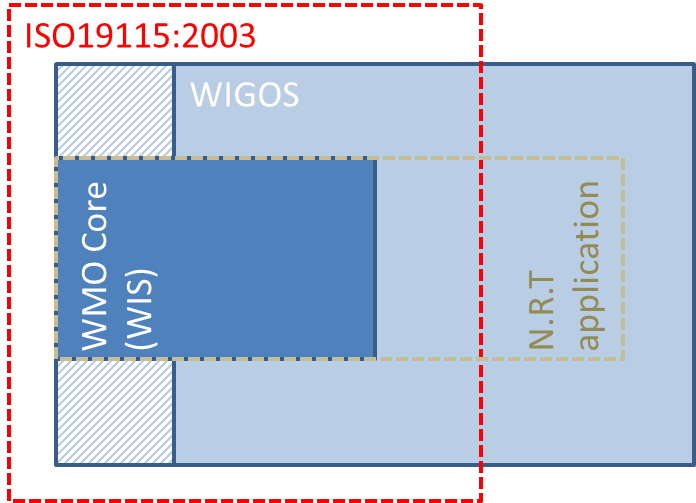 ISO19115:2003
WIGOS
WMO Core
(WIS)
N.R.T
application